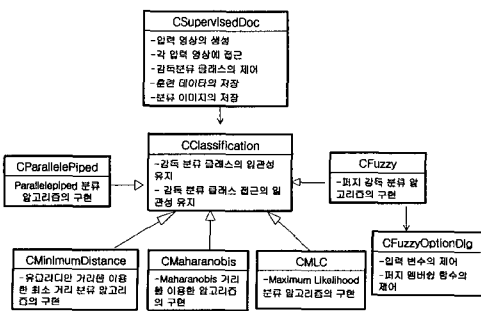 CSupervisedDoc
-입력 영상의 생성
-각 입력 영상에 접근
-감독분류 클래스의 제어
-훈련 데이타의 저장
-분류 이미지의 저장
CClassification
-감독 분류 클래스의 일관성
유지
- 감독 분류 클래스 접근의 일
관성 유지
CParallelePiped
Parallelepiped 분류
알고리즘의 구현
CFuzzy
-퍼지 감독 분류 알
고리즘의 구현
CMinimumDistance
-유클리디안 거리를 이용
한 최소 거리 분류 알고리
즘의 구현
CMaharanobis
-Maharanobis 거리
를 이용한 알고리즘
의 구현
CMLC
-Maximum Likelihood
분류 알고리즘의 구현
CFuzzyOptionDlg
-입력 변수의 제어
-퍼지 멤버쉽 함수의
제어